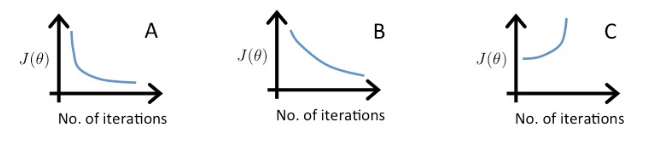 A
J(θ)
No. of iterations
B
J(θ)
No. of iterations
C
J(θ)
No. of iterations